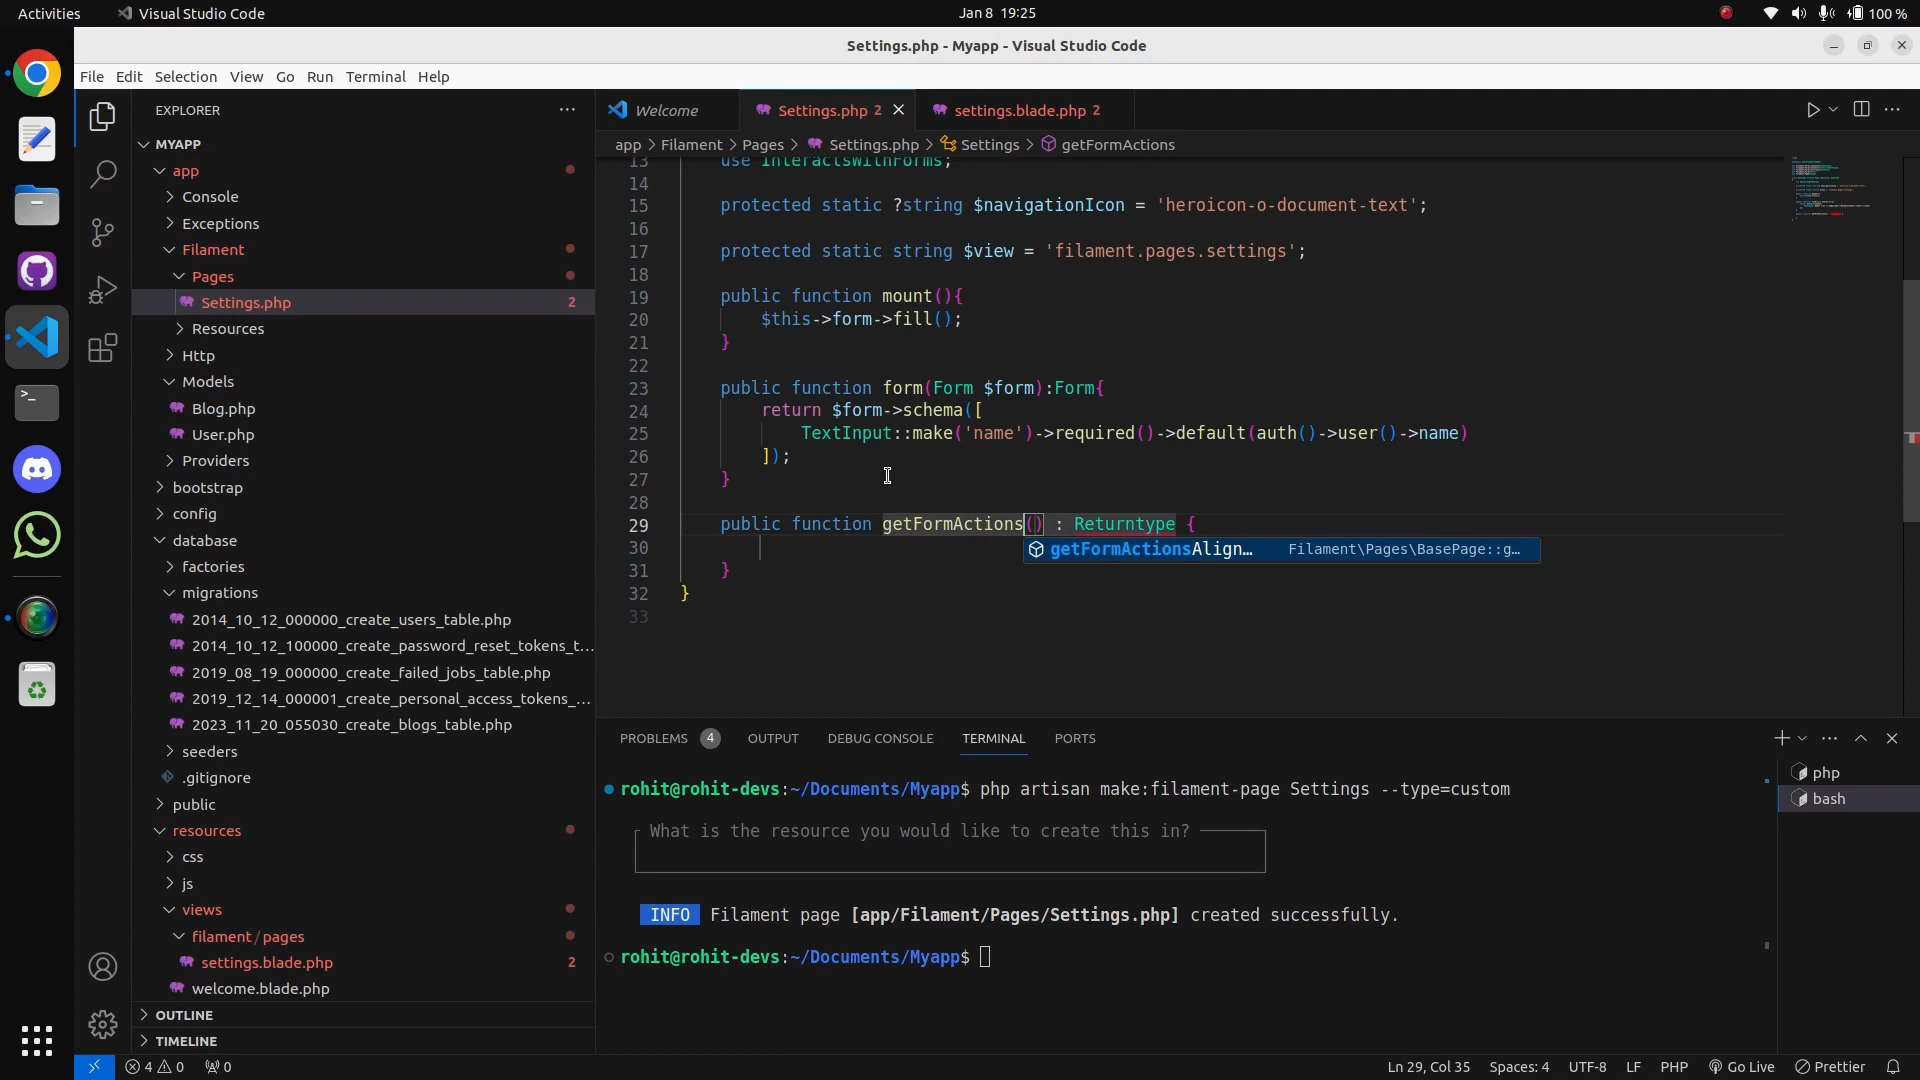 Activities
Visual Studio Code
Jan 8 19:25
100 %
Settings.php - Myapp - Visual Studio Code
File Edit Selection View Go Run Terminal Help
EXPLORER
MYAPP
app
Console
Exceptions
Filament
Pages
Settings.php 2
Resources
Http
Models
Blog.php
User.php
Providers
bootstrap
config
database
factories
migrations
2014_10_12_000000_create_users_table.php
2014_10_12_100000_create_password_reset_tokens_t...
2019_08_19_000000_create_failed_jobs_table.php
2019_12_14_000001_create_personal_access_tokens_...
2023_11_20_055030_create_blogs_table.php
seeders
.gitignore
public
resources
css
js
views
filament/pages
settings.blade.php 2
welcome.blade.php
OUTLINE
TIMELINE
Welcome
Settings.php 2
settings.blade.php 2
app > Filament > Pages > Settings.php > Settings > getFormActions
13 use InteractsWithForms;
14
15 protected static ?string $navigationIcon = 'heroicon-o-document-text';
16
17 protected static string $view = 'filament.pages.settings';
18
19 public function mount(){
20 $this->form->fill();
21 }
22
23 public function form(Form $form):Form{
24 return $form->schema([
25 TextInput::make('name')->required()->default(auth()->user()->name)
26 ]);
27 }
28
29 public function getFormActions() : Returntype {
30
getFormActionsAlign... Filament\Pages\BasePage::g...
31 }
32 }
33
PROBLEMS 4 OUTPUT DEBUG CONSOLE TERMINAL PORTS
rohit@rohit-devs:~/Documents/Myapp$ php artisan make:filament-page Settings --type=custom
What is the resource you would like to create this in?
INFO Filament page [app/Filament/Pages/Settings.php] created successfully.
rohit@rohit-devs:~/Documents/Myapp$
php
bash
4 0 0
Ln 29, Col 35 Spaces: 4 UTF-8 LF PHP Go Live Prettier